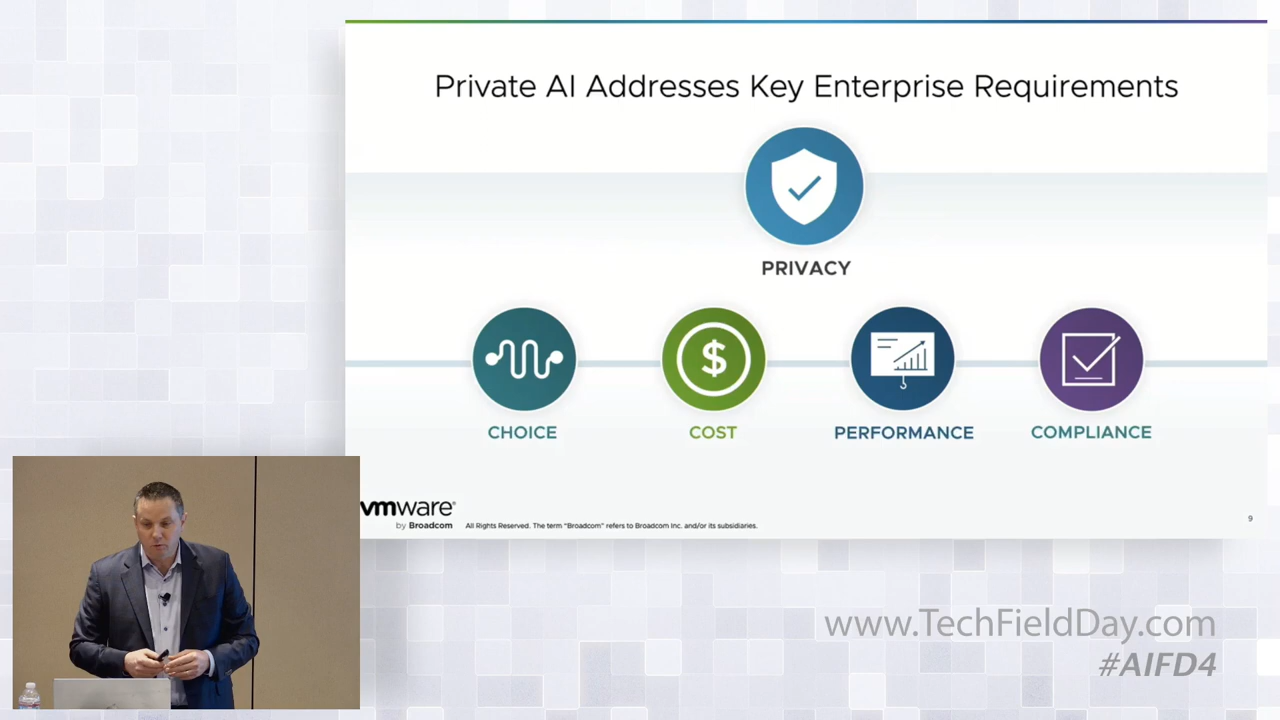 Private AI Addresses Key Enterprise Requirements
PRIVACY
$
CHOICE
COST
PERFORMANCE
COMPLIANCE
vmware®
by Broadcom
All Rights Reserved. The term “Broadcom” refers to Broadcom Inc. and/or its subsidiaries.
9
www.TechFieldDay.com
#AIFD4